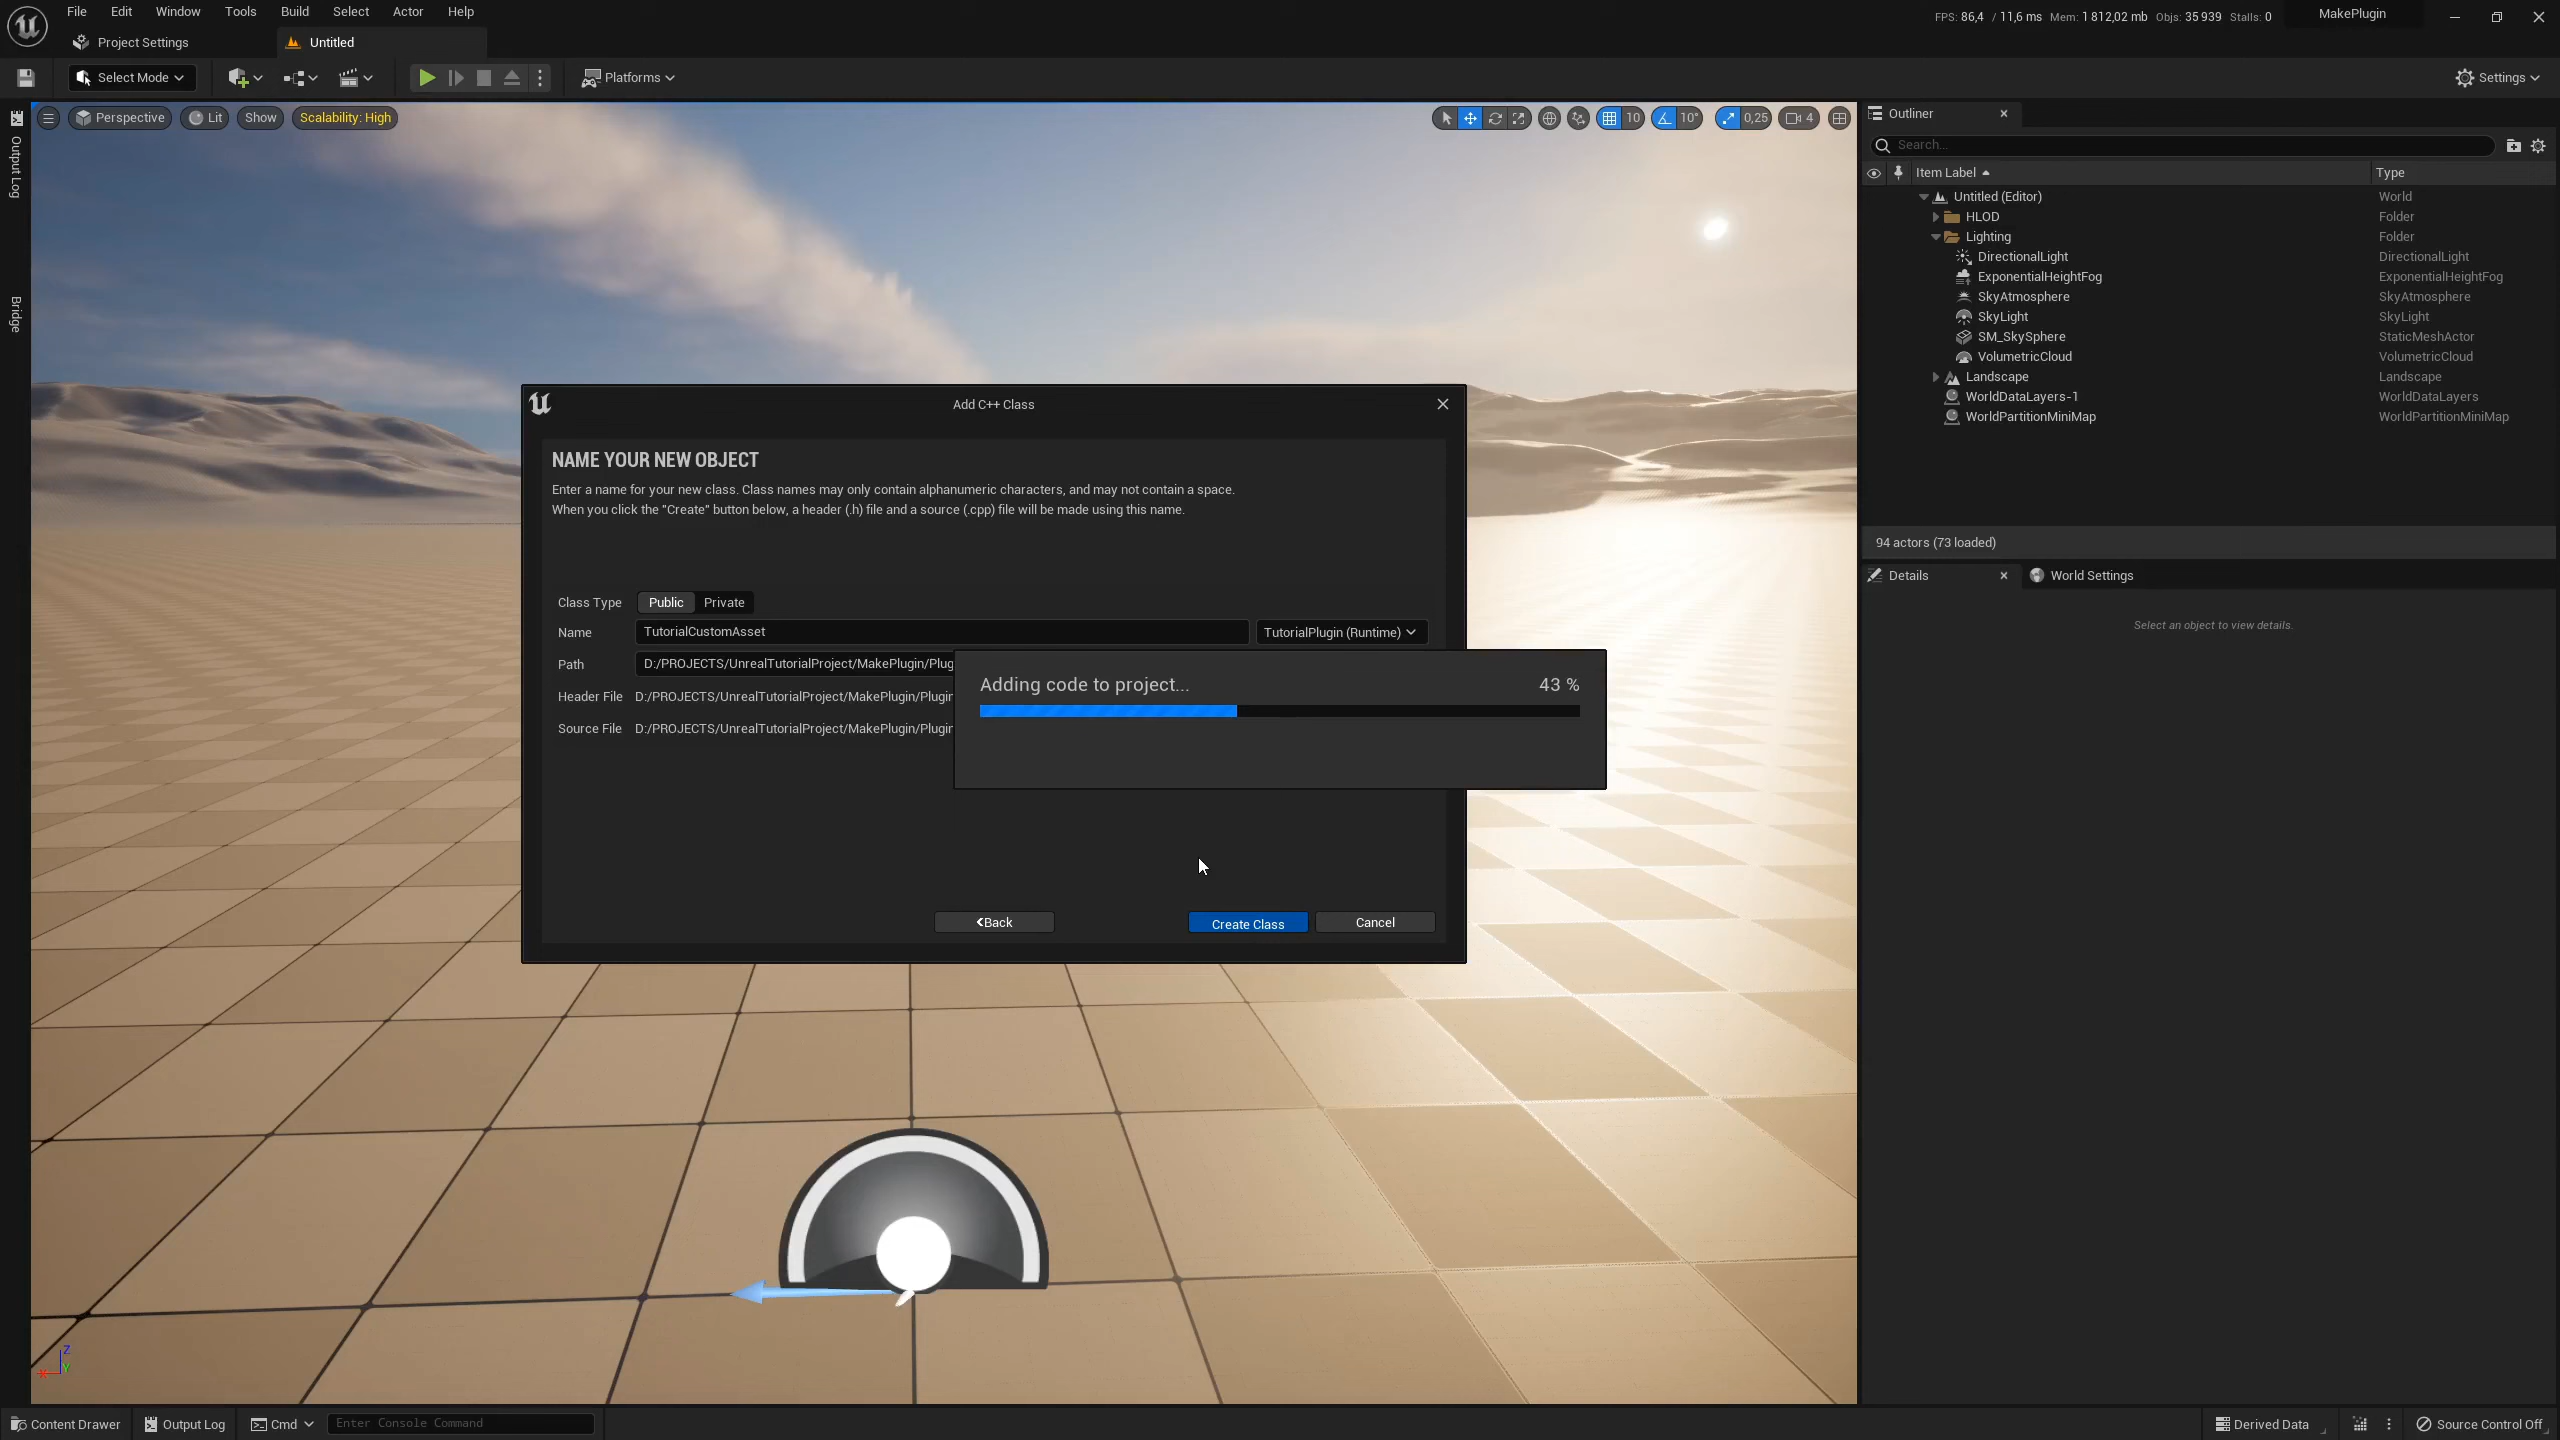 File Edit Window Tools Build Select Actor Help
FPS: 86,4 / 11,6 ms Mem: 1 812,02 mb Objs: 35 939 Stalls: 0
MakePlugin
Project Settings
Untitled
Select Mode
Platforms
Settings
Output Log
Bridge
Perspective
Lit
Show
Scalability: High
10
10°
0,25
4
Outliner
Search...
Item Label
Type
Untitled (Editor) World
HLOD Folder
Lighting Folder
DirectionalLight DirectionalLight
ExponentialHeightFog ExponentialHeightFog
SkyAtmosphere SkyAtmosphere
SkyLight SkyLight
SM_SkySphere StaticMeshActor
VolumetricCloud VolumetricCloud
Landscape Landscape
WorldDataLayers-1 WorldDataLayers
WorldPartitionMiniMap WorldPartitionMiniMap
94 actors (73 loaded)
Details
World Settings
Select an object to view details.
Add C++ Class
NAME YOUR NEW OBJECT
Enter a name for your new class. Class names may only contain alphanumeric characters, and may not contain a space.
When you click the "Create" button below, a header (.h) file and a source (.cpp) file will be made using this name.
Class Type Public Private
Name TutorialCustomAsset TutorialPlugin (Runtime)
Path D:/PROJECTS/UnrealTutorialProject/MakePlugin/Plug
Header File D:/PROJECTS/UnrealTutorialProject/MakePlugin/Plugin
Source File D:/PROJECTS/UnrealTutorialProject/MakePlugin/Plugin
Adding code to project... 43 %
Back
Create Class
Cancel
Z
Y
X
Content Drawer
Output Log
Cmd
Enter Console Command
Derived Data
Source Control Off